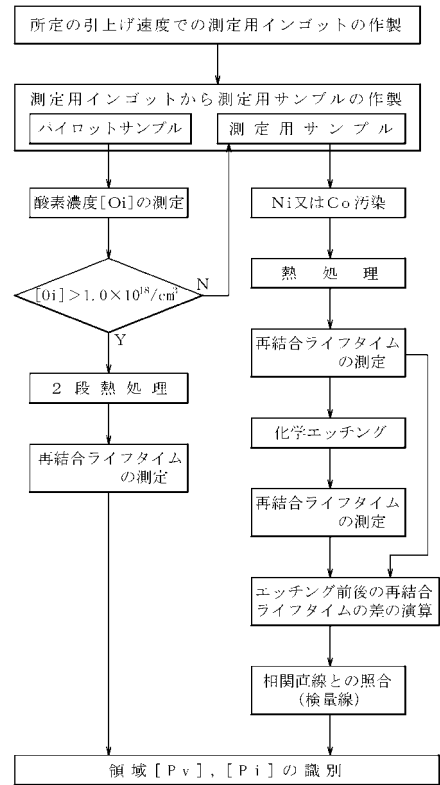 所定の引上げ速度での測定用インゴットの作製
測定用インゴットから測定用サンプルの作製
パイロットサンプル
測定用サンプル
酸素濃度[Oi]の測定
[Oi]>1.0×10¹⁸/cm³
N
Y
2段熱処理
再結合ライフタイム
の測定
Ni又はCo汚染
熱処理
再結合ライフタイム
の測定
化学エッチング
再結合ライフタイム
の測定
エッチング前後の再結合
ライフタイムの差の演算
相関直線との照合
(検量線)
領域[Pv],[Pi]の識別